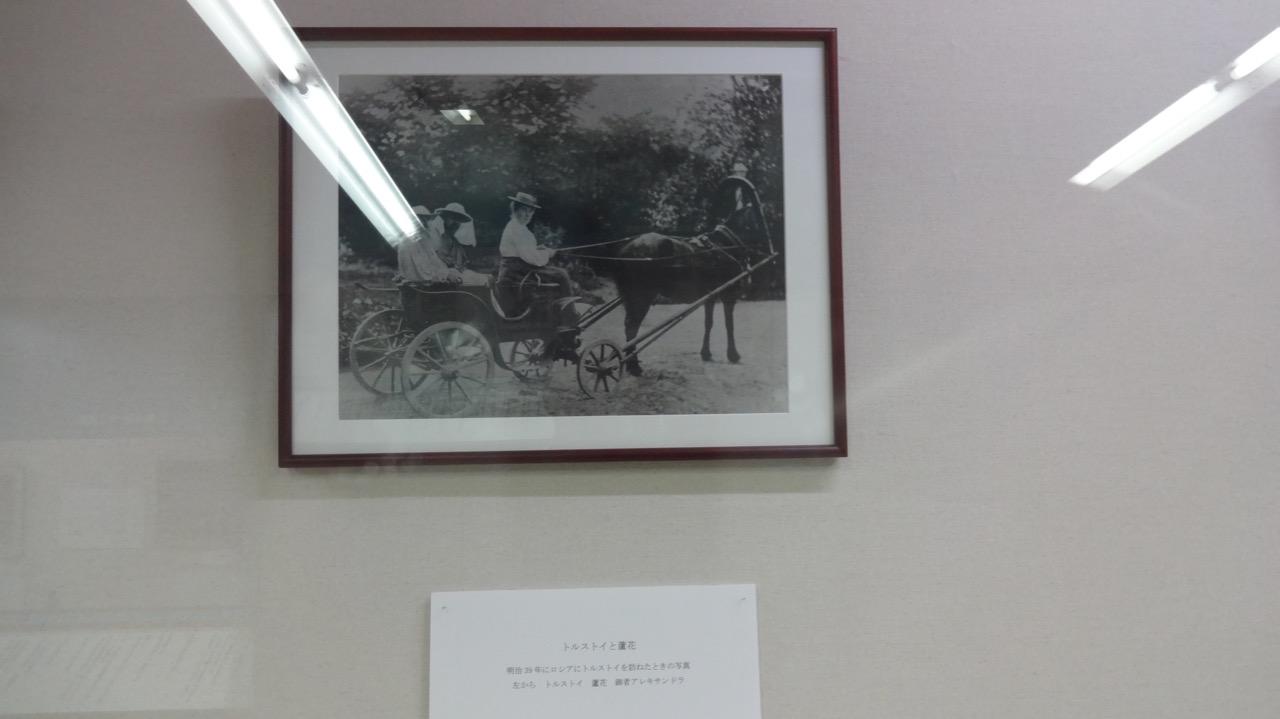 トルストイと蘆花
明治39年にロシアにトルストイを訪ねたときの写真
左から　トルストイ　蘆花　御者アレキサンドラ